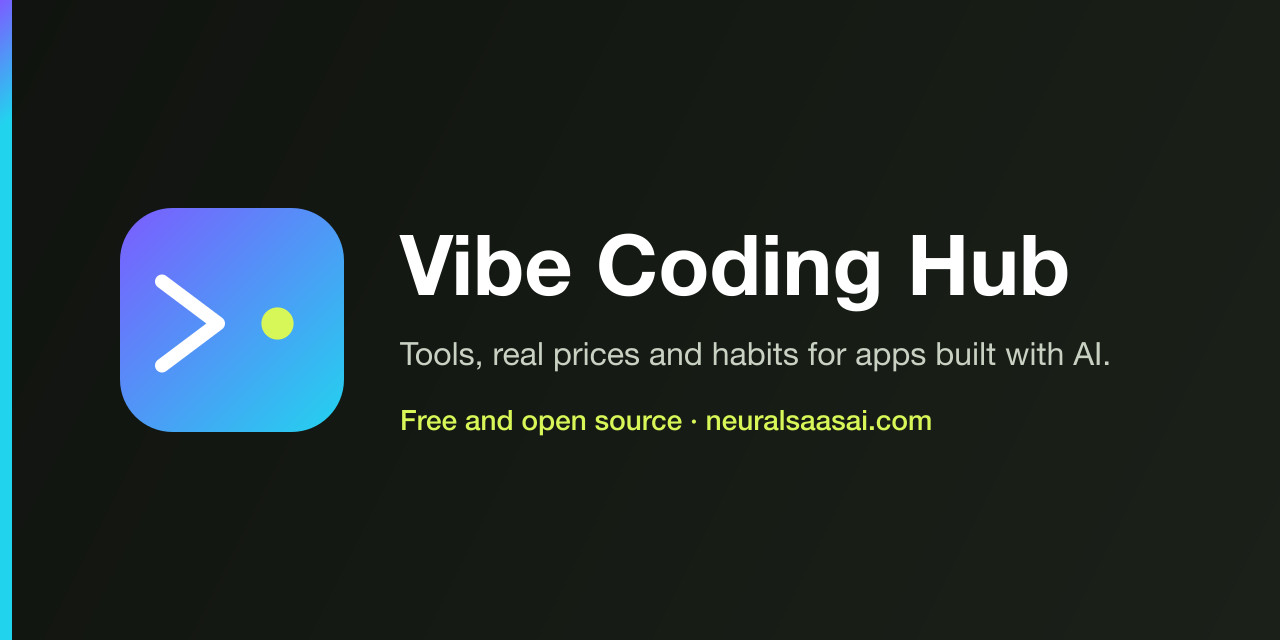 Vibe Coding Hub
Tools, real prices and habits for apps built with AI.
Free and open source · neuralsaasai.com